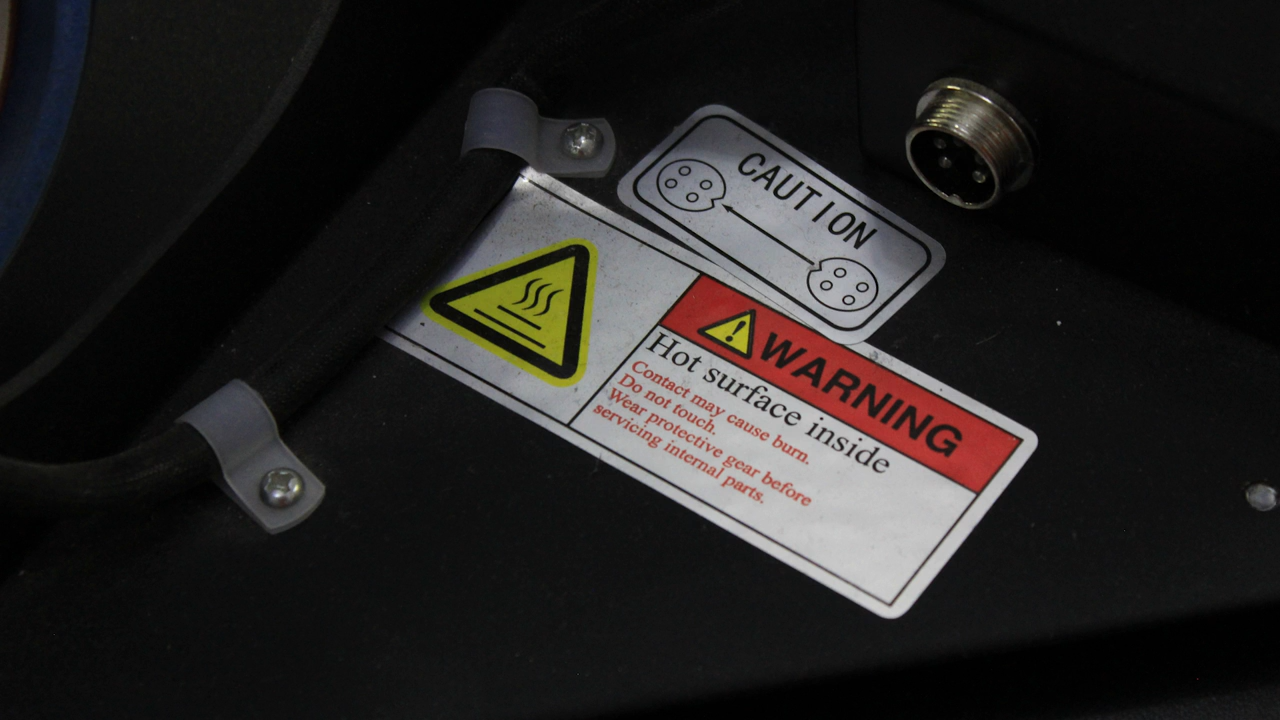 CAUTION
WARNING
Hot surface inside
Contact may cause burn.
Do not touch.
Wear protective gear before
servicing internal parts.